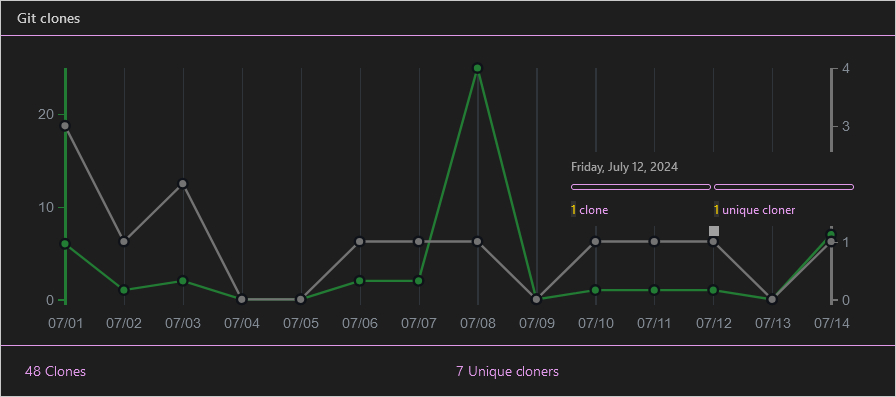 Git clones
4
20
3
Friday, July 12, 2024
10
1 clone
1 unique cloner
1
0
0
07/01 07/02 07/03 07/04 07/05 07/06 07/07 07/08 07/09 07/10 07/11 07/12 07/13 07/14
48 Clones
7 Unique cloners